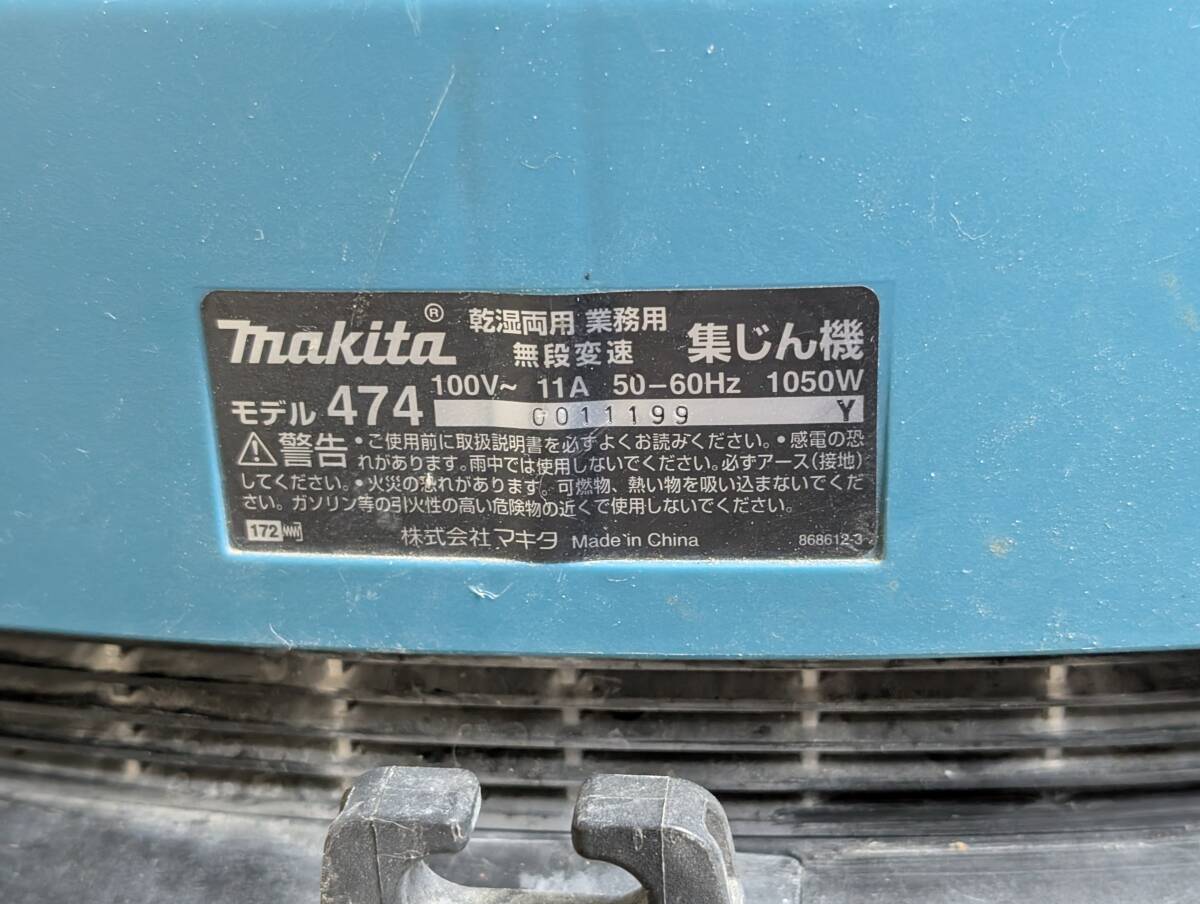 makita® 乾湿両用 業務用 集じん機
無段変速
モデル 474 100V~ 11A 50-60Hz 1050W
0011199 Y
⚠警告 •ご使用前に取扱説明書を必ずよくお読みください。•感電の恐
れがあります。雨中では使用しないでください。必ずアース(接地)
してください。•火災の恐れがあります。可燃物、熱い物を吸い込まないでくだ
さい。ガソリン等の引火性の高い危険物の近くで使用しないでください。
172 株式会社マキタ Made in China 868612-3